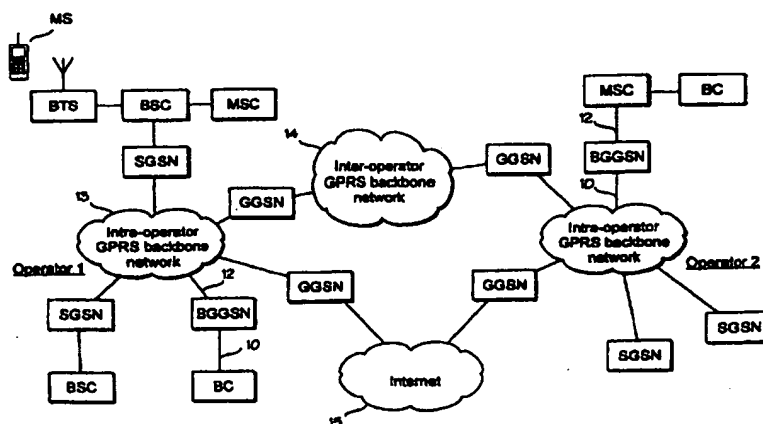 MS
BTS
BSC
MSC
MSC
BC
12
14
SGSN
Inter-operator
GPRS backbone
network
GGSN
BGGSN
10
13
GGSN
Intra-operator
GPRS backbone
network
Intra-operator
GPRS backbone
network
Operator 1
12
Operator 2
GGSN
GGSN
SGSN
BGGSN
SGSN
SGSN
10
BSC
BC
Internet
15